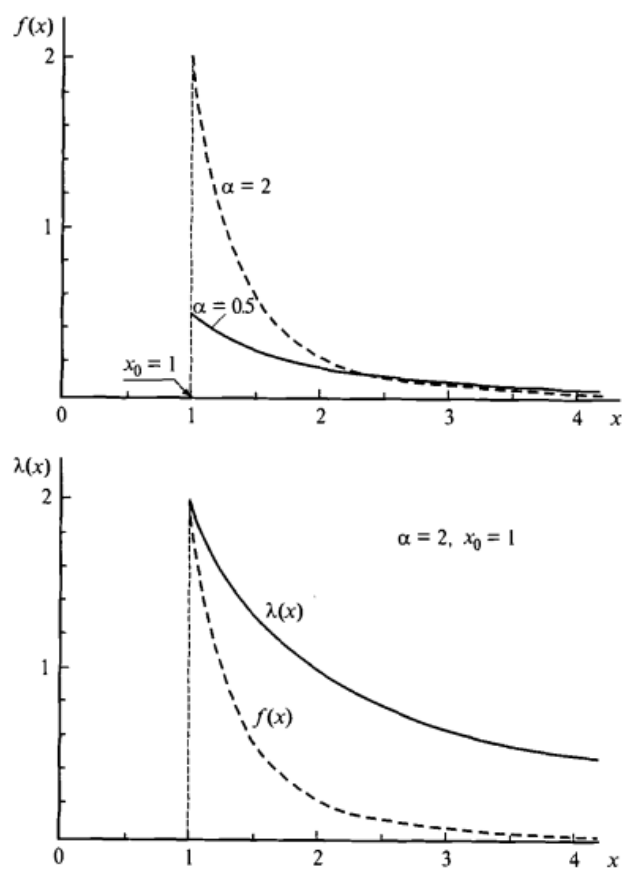 f(x)
2
α = 2
1
α = 0.5
x₀ = 1
0 1 2 3 4 x
λ(x)
2
α = 2, x₀ = 1
λ(x)
1
f(x)
0 1 2 3 4 x